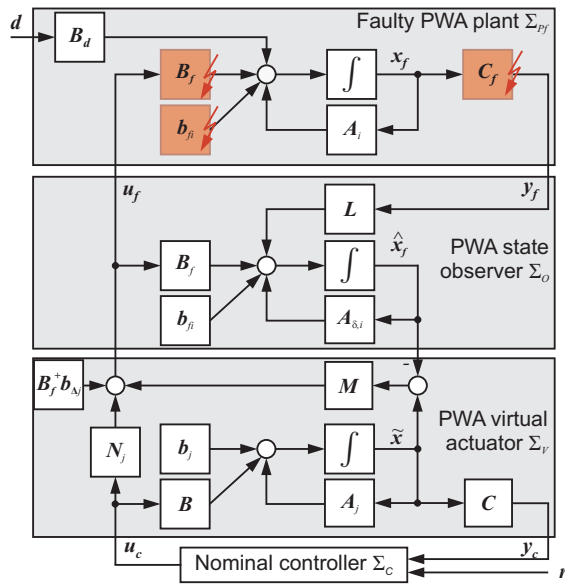 d
B_d
Faulty PWA plant Σ_Pf
B_f
∫
x_f
C_f
b_fi
A_i
u_f
y_f
L
B_f
∫
x̂_f
PWA state
observer Σ_O
b_fi
A_δ,i
-
B_f^+ b_Δj
M
PWA virtual
actuator Σ_V
N_j
b_j
∫
x̃
B
A_j
C
u_c
y_c
Nominal controller Σ_C
r